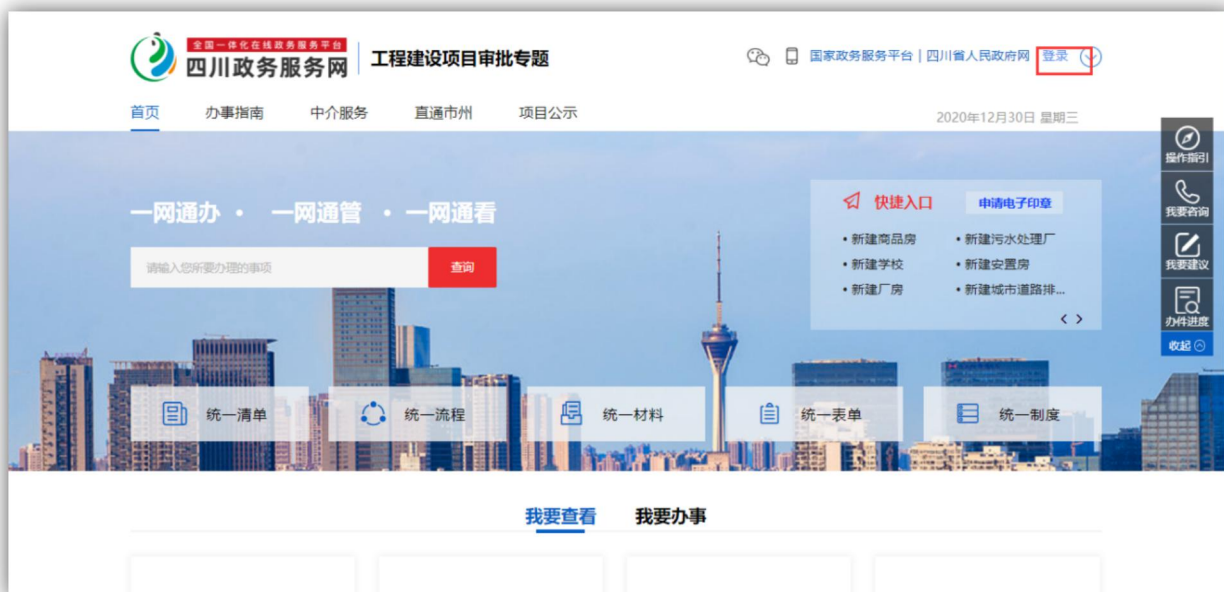 全国一体化在线政务服务平台
四川政务服务网 工程建设项目审批专题
国家政务服务平台 | 四川省人民政府网 登录
首页 办事指南 中介服务 直通市州 项目公示
2020年12月30日 星期三
一网通办 · 一网通管 · 一网通看
请输入您所要办理的事项 查询
快捷入口 申请电子印章
• 新建商品房 • 新建污水处理厂
• 新建学校 • 新建安置房
• 新建厂房 • 新建城市道路排...
< >
操作指引
我要咨询
我要建议
办件进度
收起
统一清单 统一流程 统一材料 统一表单 统一制度
我要查看 我要办事